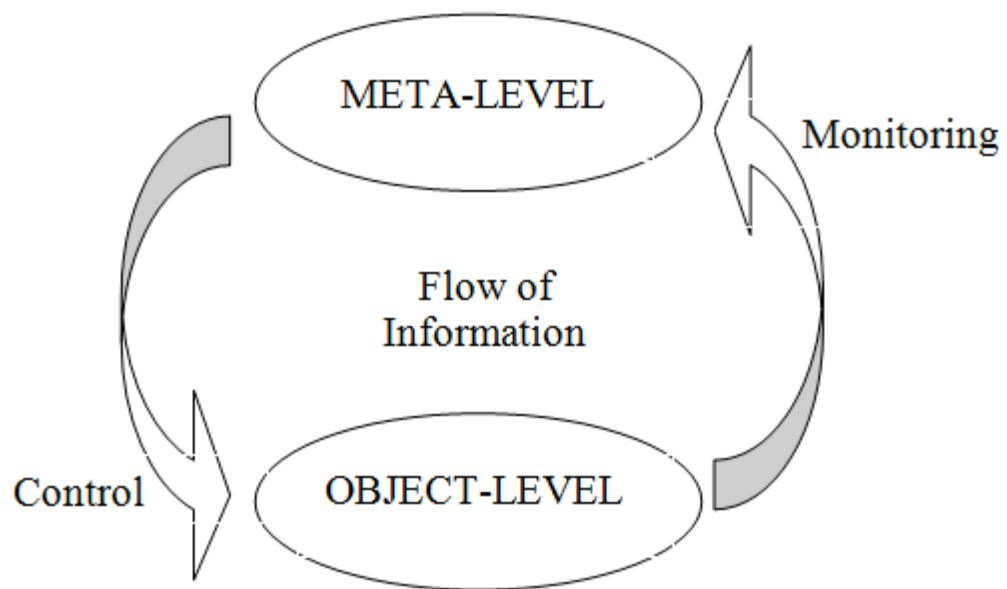 META-LEVEL
Monitoring
Flow of
Information
Control
OBJECT-LEVEL